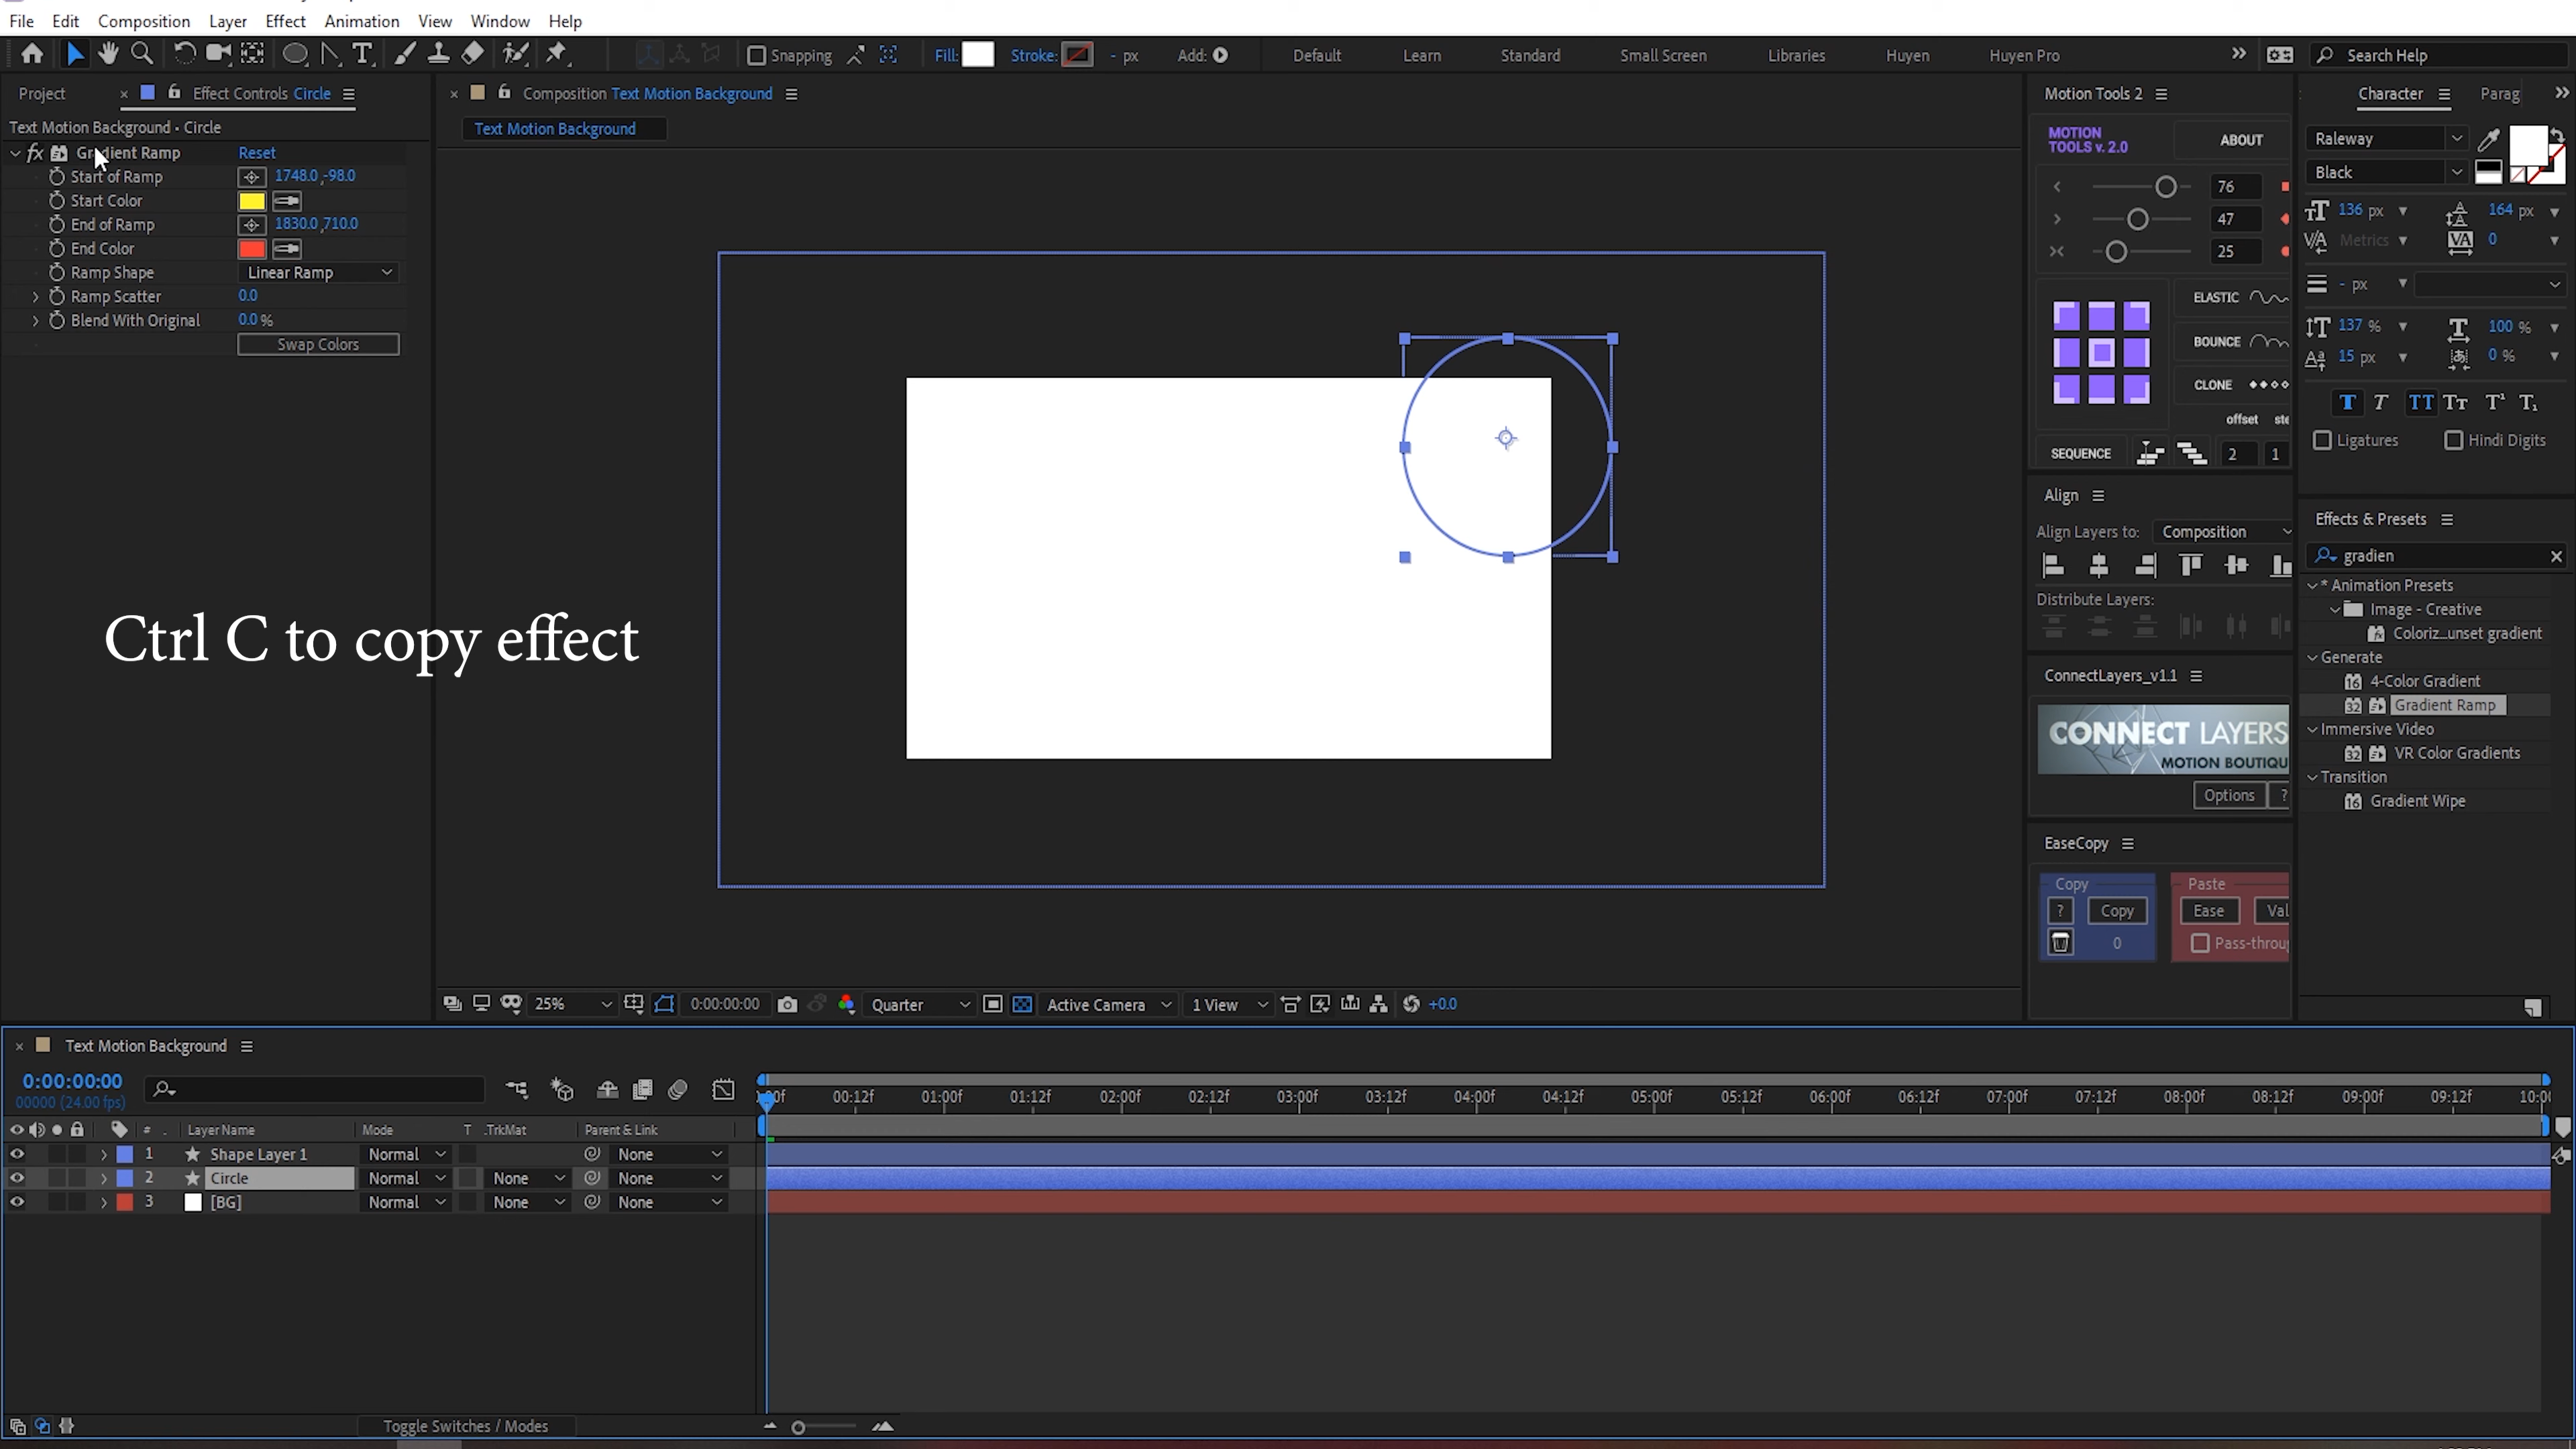 File Edit Composition Layer Effect Animation View Window Help
Snapping Fill: Stroke: - px Add: Default Learn Standard Small Screen Libraries Huyen Huyen Pro Search Help
Project × Effect Controls Circle
Text Motion Background • Circle
fx Gradient Ramp Reset
Start of Ramp 1748.0,-98.0
Start Color
End of Ramp 1830.0,710.0
End Color
Ramp Shape Linear Ramp
Ramp Scatter 0.0
Blend With Original 0.0 %
Swap Colors
× Composition Text Motion Background
Text Motion Background
Ctrl C to copy effect
25% 0:00:00:00 Quarter Active Camera 1 View +0.0
Motion Tools 2
MOTION
TOOLS v. 2.0
ABOUT
76
47
25
ELASTIC
BOUNCE
CLONE
offset
SEQUENCE 2 1
Align
Align Layers to: Composition
Distribute Layers:
ConnectLayers_v1.1
CONNECT LAYERS
MOTION BOUTIQU
Options ?
EaseCopy
Copy Paste
? Copy Ease Val
0 Pass-throu
Character Parag
Raleway
Black
136 px 164 px
Metrics 0
- px
137 % 100 %
15 px 0 %
T T TT Tт T¹ T₁
Ligatures Hindi Digits
Effects & Presets
gradien
* Animation Presets
Image - Creative
Coloriz...unset gradient
Generate
16 4-Color Gradient
32 Gradient Ramp
Immersive Video
32 VR Color Gradients
Transition
16 Gradient Wipe
× Text Motion Background
0:00:00:00
00000 (24.00 fps)
00:12f 01:00f 01:12f 02:00f 02:12f 03:00f 03:12f 04:00f 04:12f 05:00f 05:12f 06:00f 06:12f 07:00f 07:12f 08:00f 08:12f 09:00f 09:12f 10:0
# Layer Name Mode T .TrkMat Parent & Link
1 Shape Layer 1 Normal None
2 Circle Normal None None
3 [BG] Normal None None
Toggle Switches / Modes